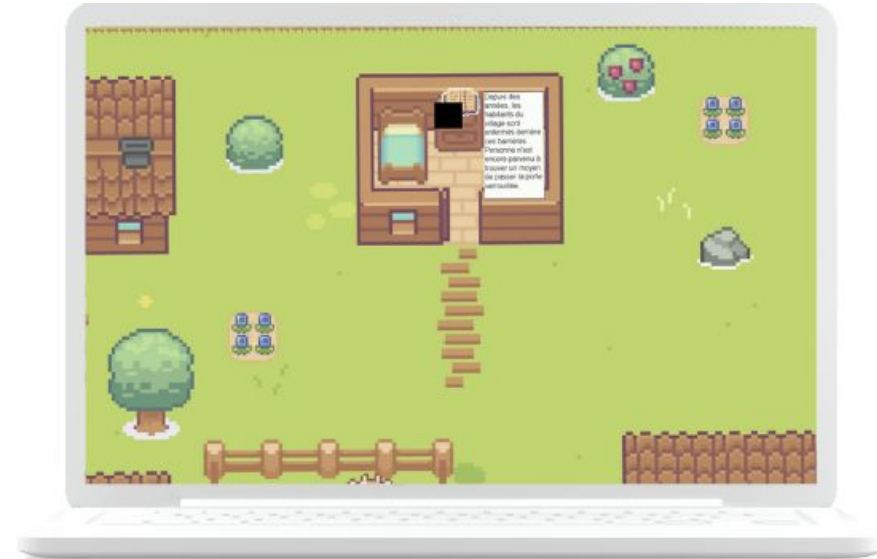 Depuis des
années, les
habitants du
village sont
enfermés derrière
ces barrières.
Personne n'est
encore parvenu à
trouver un moyen
de passer la porte
verrouillée.